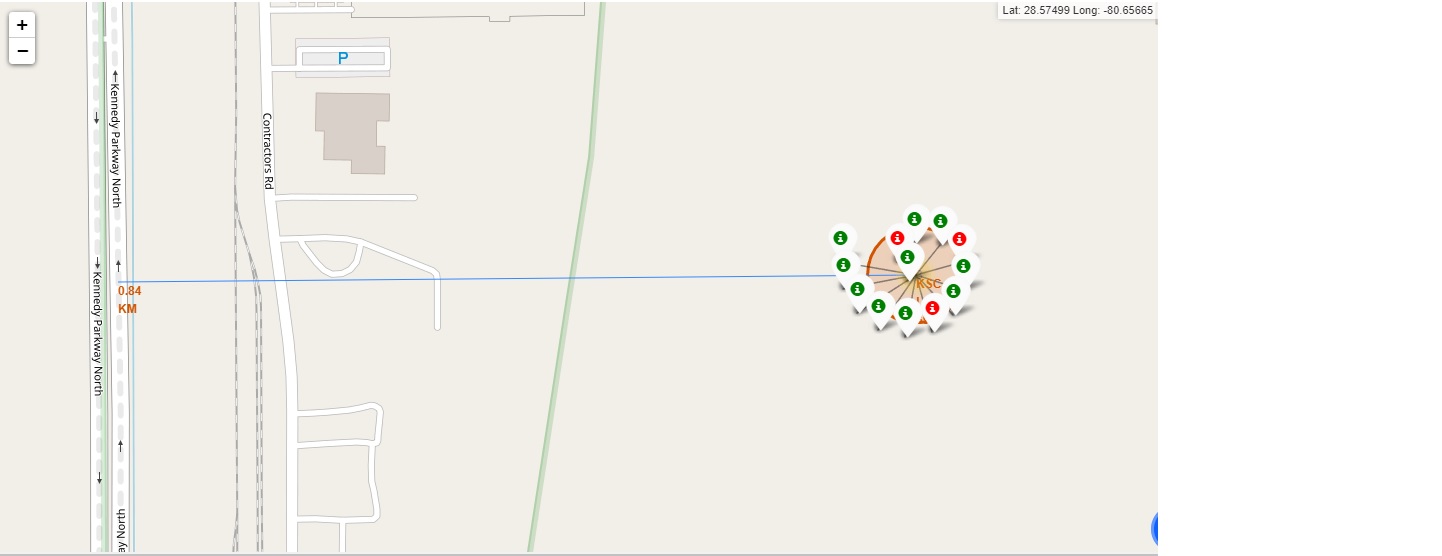 +
−
Lat: 28.57499 Long: -80.65665
P
Kennedy Parkway North
Contractors Rd
KSC
0.84
KM
Kennedy Parkway North
ay North